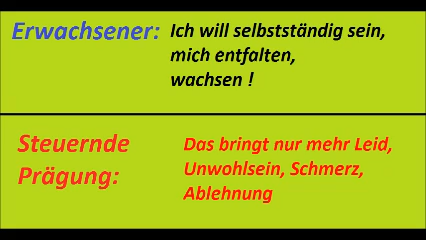 Erwachsener: Ich will selbstständig sein,
mich entfalten,
wachsen !
Steuernde Das bringt nur mehr Leid,
Prägung: Unwohlsein, Schmerz,
Ablehnung